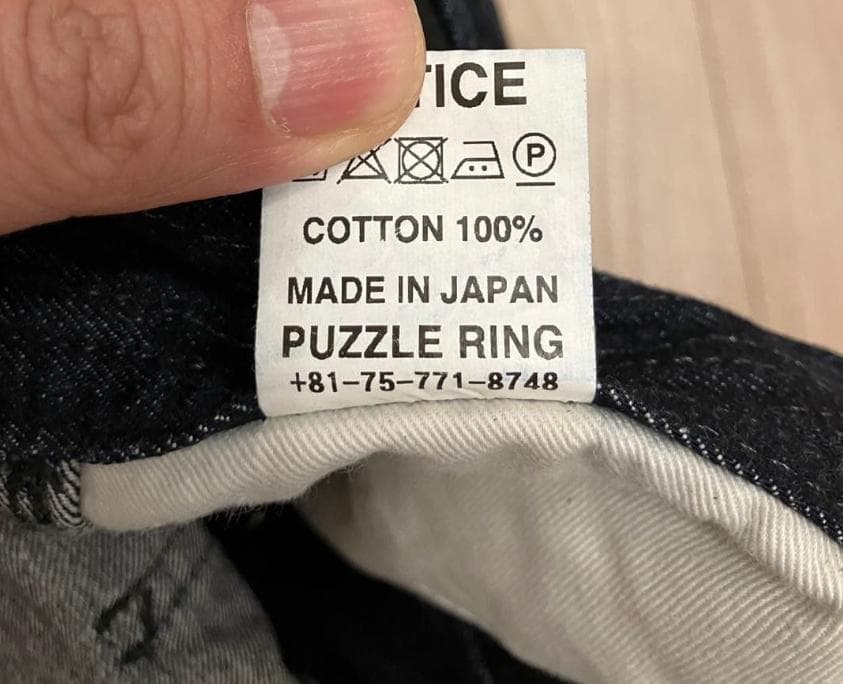 TICE
P
COTTON 100%
MADE IN JAPAN
PUZZLE RING
+81-75-771-8748